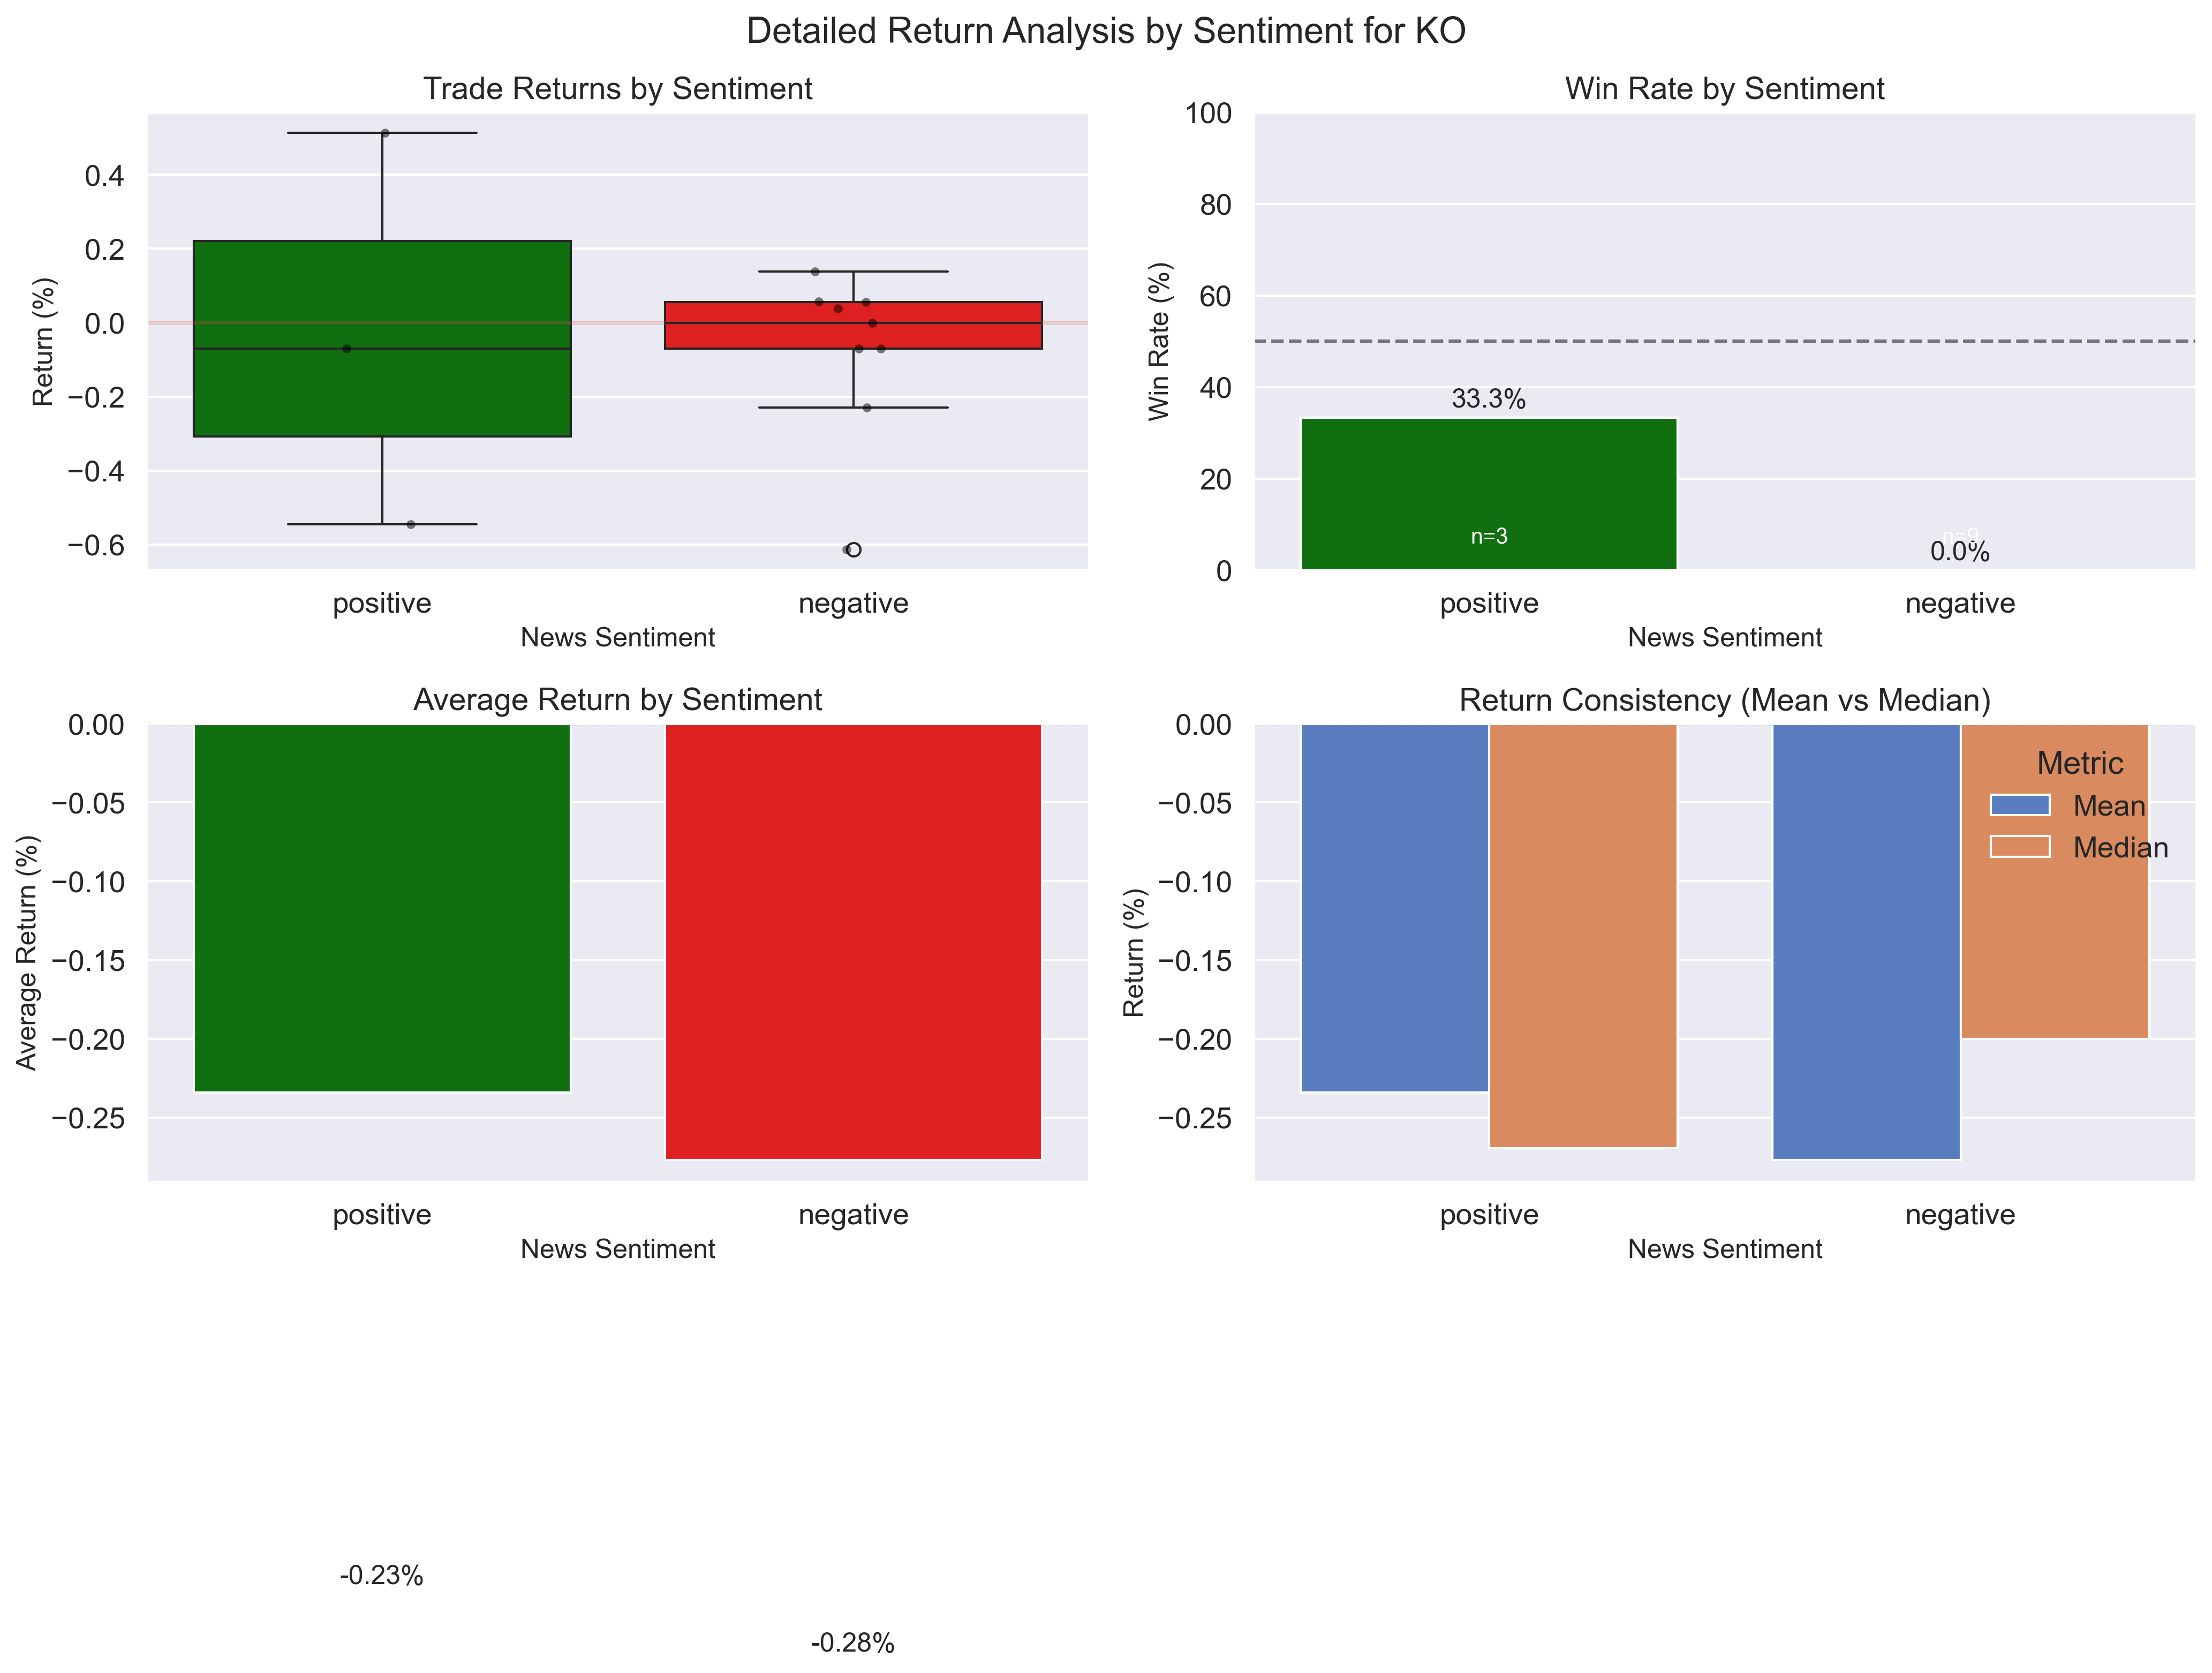 Detailed Return Analysis by Sentiment for KO
Trade Returns by Sentiment
Return (%)
0.4
0.2
0.0
−0.2
−0.4
−0.6
positive
negative
News Sentiment
Win Rate by Sentiment
Win Rate (%)
100
80
60
40
20
0
33.3%
n=3
n=9
0.0%
positive
negative
News Sentiment
Average Return by Sentiment
Average Return (%)
0.00
−0.05
−0.10
−0.15
−0.20
−0.25
positive
negative
News Sentiment
-0.23%
-0.28%
Return Consistency (Mean vs Median)
Return (%)
0.00
−0.05
−0.10
−0.15
−0.20
−0.25
Metric
Mean
Median
positive
negative
News Sentiment